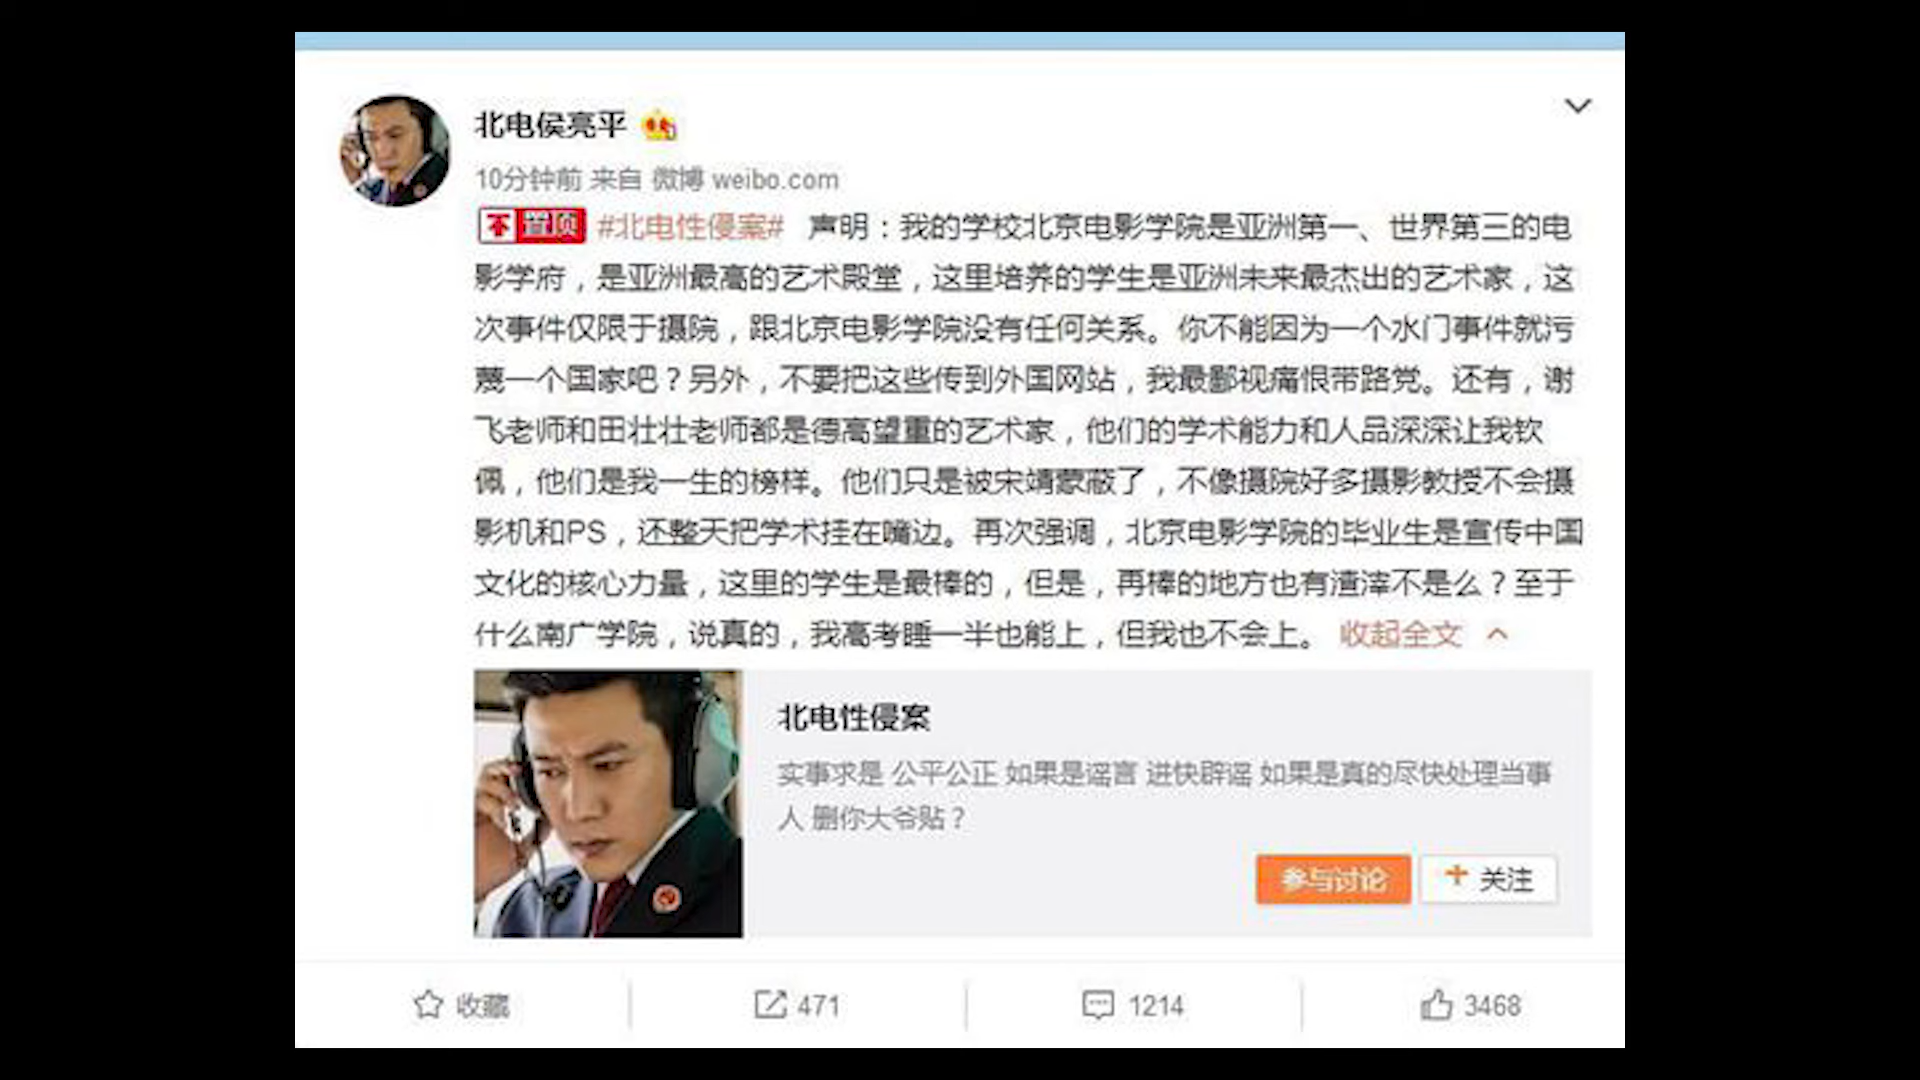 北电侯亮平
10分钟前 来自 微博 weibo.com
置顶 #北电性侵案# 声明：我的学校北京电影学院是亚洲第一、世界第三的电
影学府，是亚洲最高的艺术殿堂，这里培养的学生是亚洲未来最杰出的艺术家，这
次事件仅限于摄院，跟北京电影学院没有任何关系。你不能因为一个水门事件就污
蔑一个国家吧？另外，不要把这些传到外国网站，我最鄙视痛恨带路党。还有，谢
飞老师和田壮壮老师都是德高望重的艺术家，他们的学术能力和人品深深让我钦
佩，他们是我一生的榜样。他们只是被宋靖蒙蔽了，不像摄院好多摄影教授不会摄
影机和PS，还整天把学术挂在嘴边。再次强调，北京电影学院的毕业生是宣传中国
文化的核心力量，这里的学生是最棒的，但是，再棒的地方也有渣滓不是么？至于
什么南广学院，说真的，我高考睡一半也能上，但我也不会上。 收起全文
北电性侵案
实事求是 公平公正 如果是谣言 进快辟谣 如果是真的尽快处理当事
人 删你大爷贴？
参与讨论 + 关注
收藏 471 1214 3468